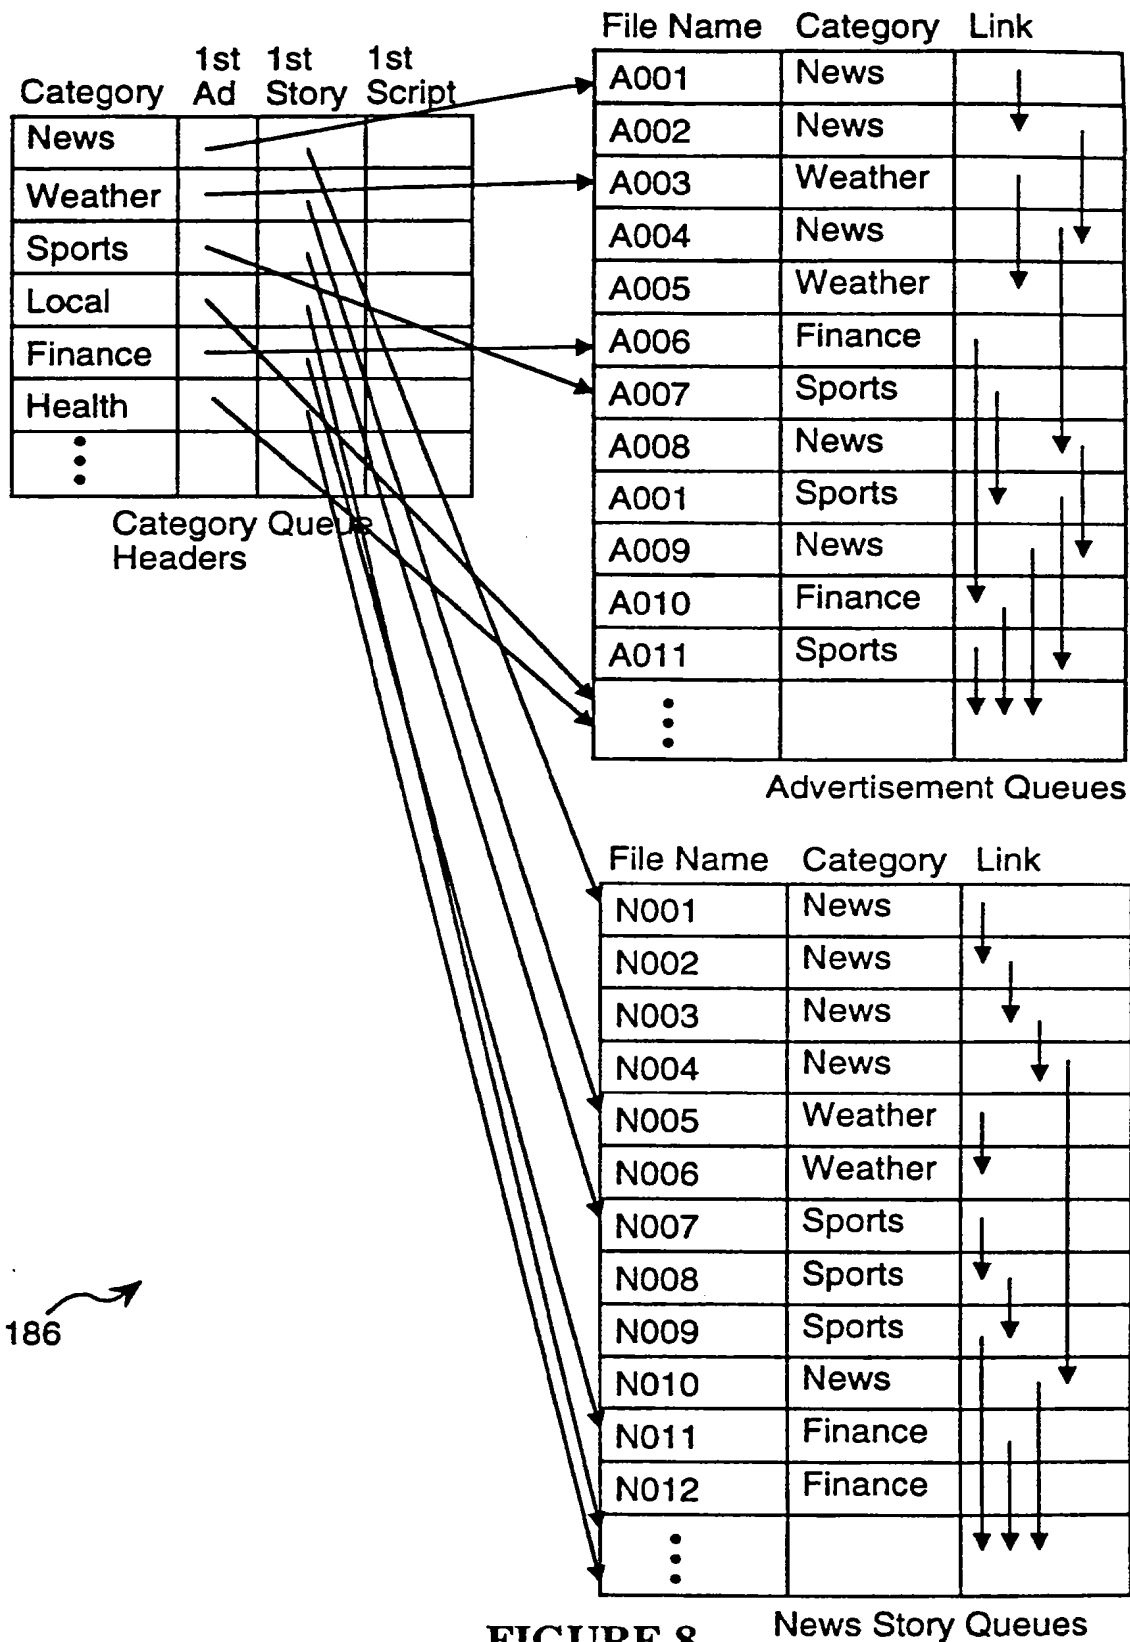 1st 1st 1st
Category Ad Story Script
News
Weather
Sports
Local
Finance
Health
Category Queue
Headers
File Name Category Link
A001 News
A002 News
A003 Weather
A004 News
A005 Weather
A006 Finance
A007 Sports
A008 News
A001 Sports
A009 News
A010 Finance
A011 Sports
Advertisement Queues
File Name Category Link
N001 News
N002 News
N003 News
N004 News
N005 Weather
N006 Weather
N007 Sports
N008 Sports
N009 Sports
N010 News
N011 Finance
N012 Finance
News Story Queues
186
FIGURE 8